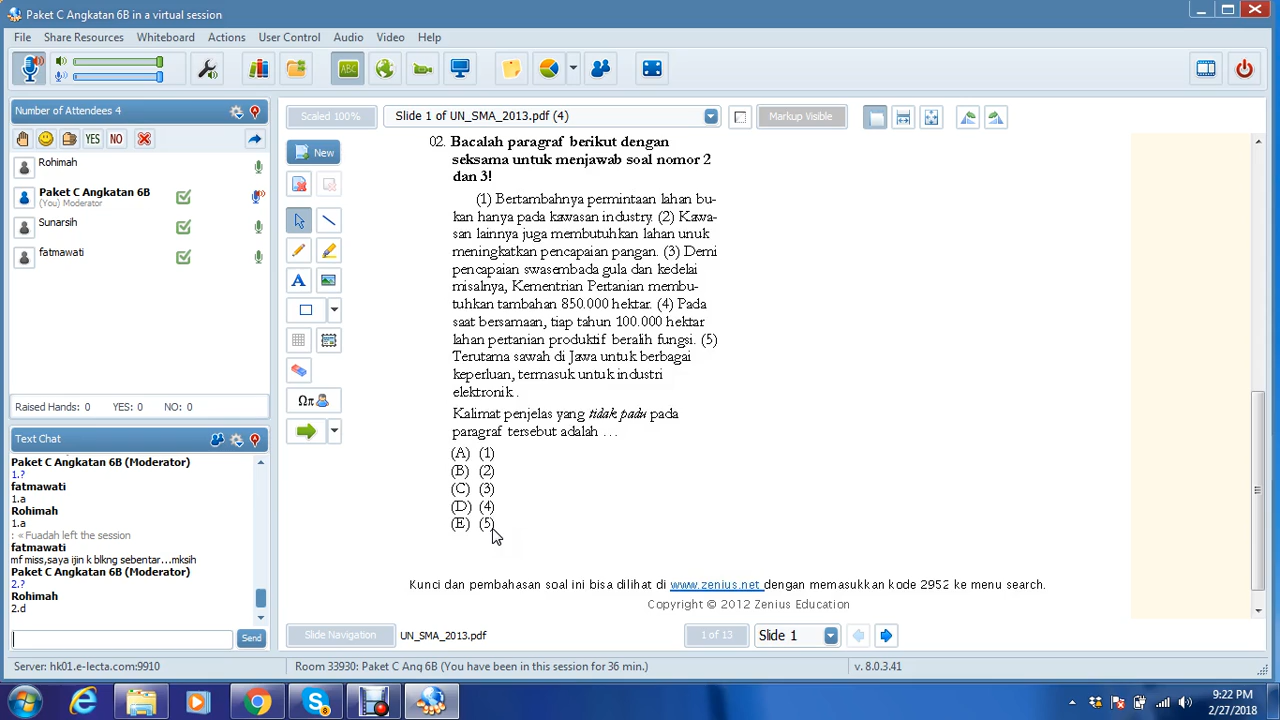 Paket C Angkatan 6B in a virtual session
File Share Resources Whiteboard Actions User Control Audio Video Help
ABC YES NO
Number of Attendees 4
Rohimah
Paket C Angkatan 6B
(You) Moderator
Sunarsih
fatmawati
Raised Hands: 0 YES: 0 NO: 0
Text Chat
Paket C Angkatan 6B (Moderator)
1.?
fatmawati
1.a
Rohimah
1.a
: « Fuadah left the session
fatmawati
mf miss,saya ijin k blkng sebentar...mksih
Paket C Angkatan 6B (Moderator)
2.?
Rohimah
2.d
Send
Scaled 100% Slide 1 of UN_SMA_2013.pdf (4) Markup Visible
New
A
Ωπ
02. Bacalah paragraf berikut dengan
seksama untuk menjawab soal nomor 2
dan 3!
(1) Bertambahnya permintaan lahan bu-
kan hanya pada kawasan industry. (2) Kawa-
san lainnya juga membutuhkan lahan unuk
meningkatkan pencapaian pangan. (3) Demi
pencapaian swasembada gula dan kedelai
misalnya, Kementrian Pertanian membu-
tuhkan tambahan 850.000 hektar. (4) Pada
saat bersamaan, tiap tahun 100.000 hektar
lahan pertanian produktif beralih fungsi. (5)
Terutama sawah di Jawa untuk berbagai
keperluan, termasuk untuk industri
elektronik .
Kalimat penjelas yang tidak padu pada
paragraf tersebut adalah …
(A) (1)
(B) (2)
(C) (3)
(D) (4)
(E) (5)
Kunci dan pembahasan soal ini bisa dilihat di www.zenius.net dengan memasukkan kode 2952 ke menu search.
Copyright © 2012 Zenius Education
Slide Navigation UN_SMA_2013.pdf 1 of 13 Slide 1
Server: hk01.e-lecta.com:9910 Room 33930: Paket C Ang 6B (You have been in this session for 36 min.) v. 8.0.3.41
9:22 PM
2/27/2018